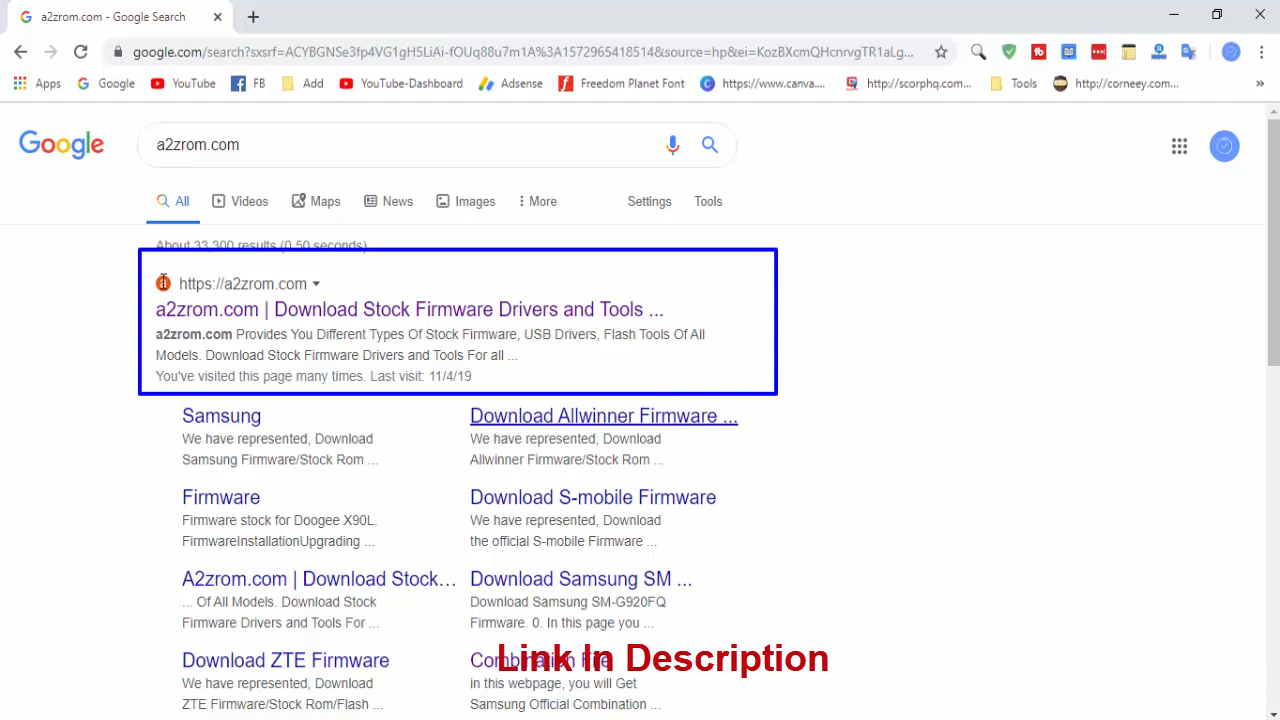 a2zrom.com - Google Search
google.com/search?sxsrf=ACYBGNSe3fp4VG1gH5LiAi-fOUq88u7m1A%3A1572965418514&source=hp&ei=KozBXcmQHcnrvgTR1aLg...
Apps Google YouTube FB Add YouTube-Dashboard Adsense Freedom Planet Font https://www.canva.... http://scorphq.com... Tools http://corneey.com... »
Google
a2zrom.com
All Videos Maps News Images More Settings Tools
About 33,300 results (0.50 seconds)
https://a2zrom.com
a2zrom.com | Download Stock Firmware Drivers and Tools ...
a2zrom.com Provides You Different Types Of Stock Firmware, USB Drivers, Flash Tools Of All
Models. Download Stock Firmware Drivers and Tools For all ...
You've visited this page many times. Last visit: 11/4/19
Samsung
We have represented, Download
Samsung Firmware/Stock Rom ...
Download Allwinner Firmware ...
We have represented, Download
Allwinner Firmware/Stock Rom ...
Firmware
Firmware stock for Doogee X90L.
FirmwareInstallationUpgrading ...
Download S-mobile Firmware
We have represented, Download
the official S-mobile Firmware ...
A2zrom.com | Download Stock...
... Of All Models. Download Stock
Firmware Drivers and Tools For ...
Download Samsung SM ...
Download Samsung SM-G920FQ
Firmware. 0. In this page you ...
Download ZTE Firmware
We have represented, Download
ZTE Firmware/Stock Rom/Flash ...
Combination File
in this webpage, you will Get
Samsung Official Combination ...
Link In Description